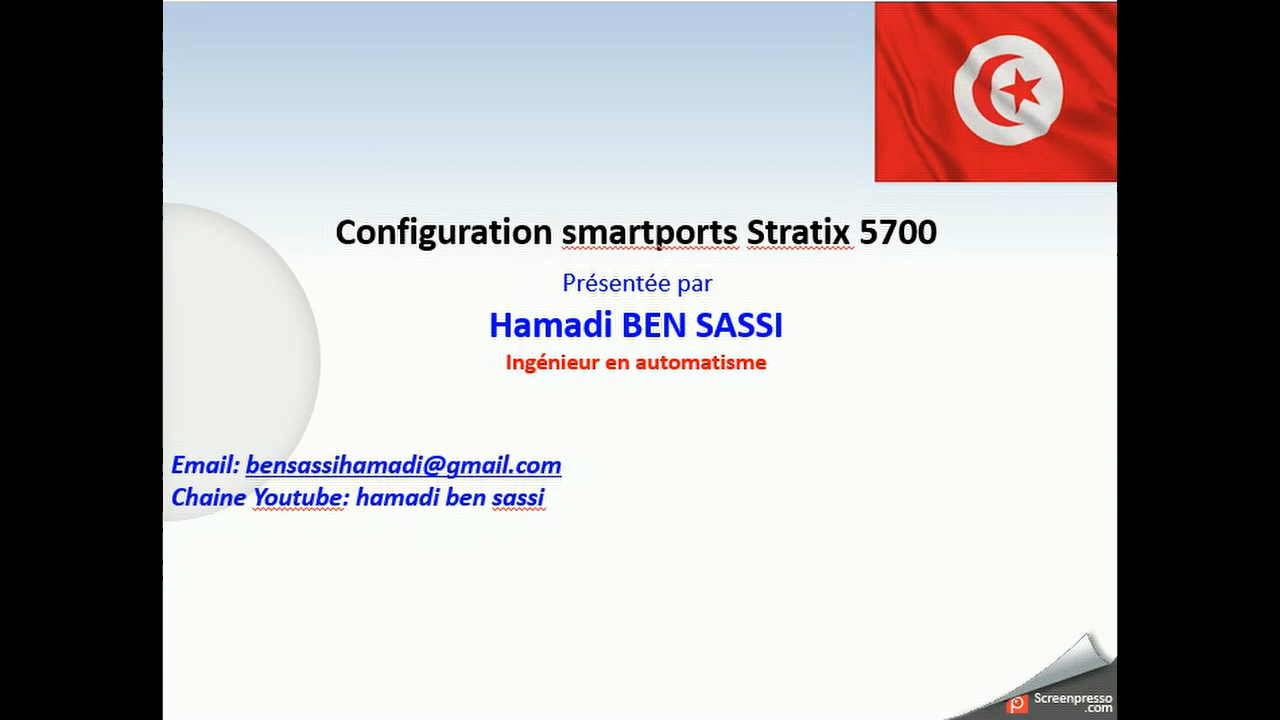 Configuration smartports Stratix 5700
Présentée par
Hamadi BEN SASSI
Ingénieur en automatisme
Email: bensassihamadi@gmail.com
Chaine Youtube: hamadi ben sassi
Screenpresso
.com